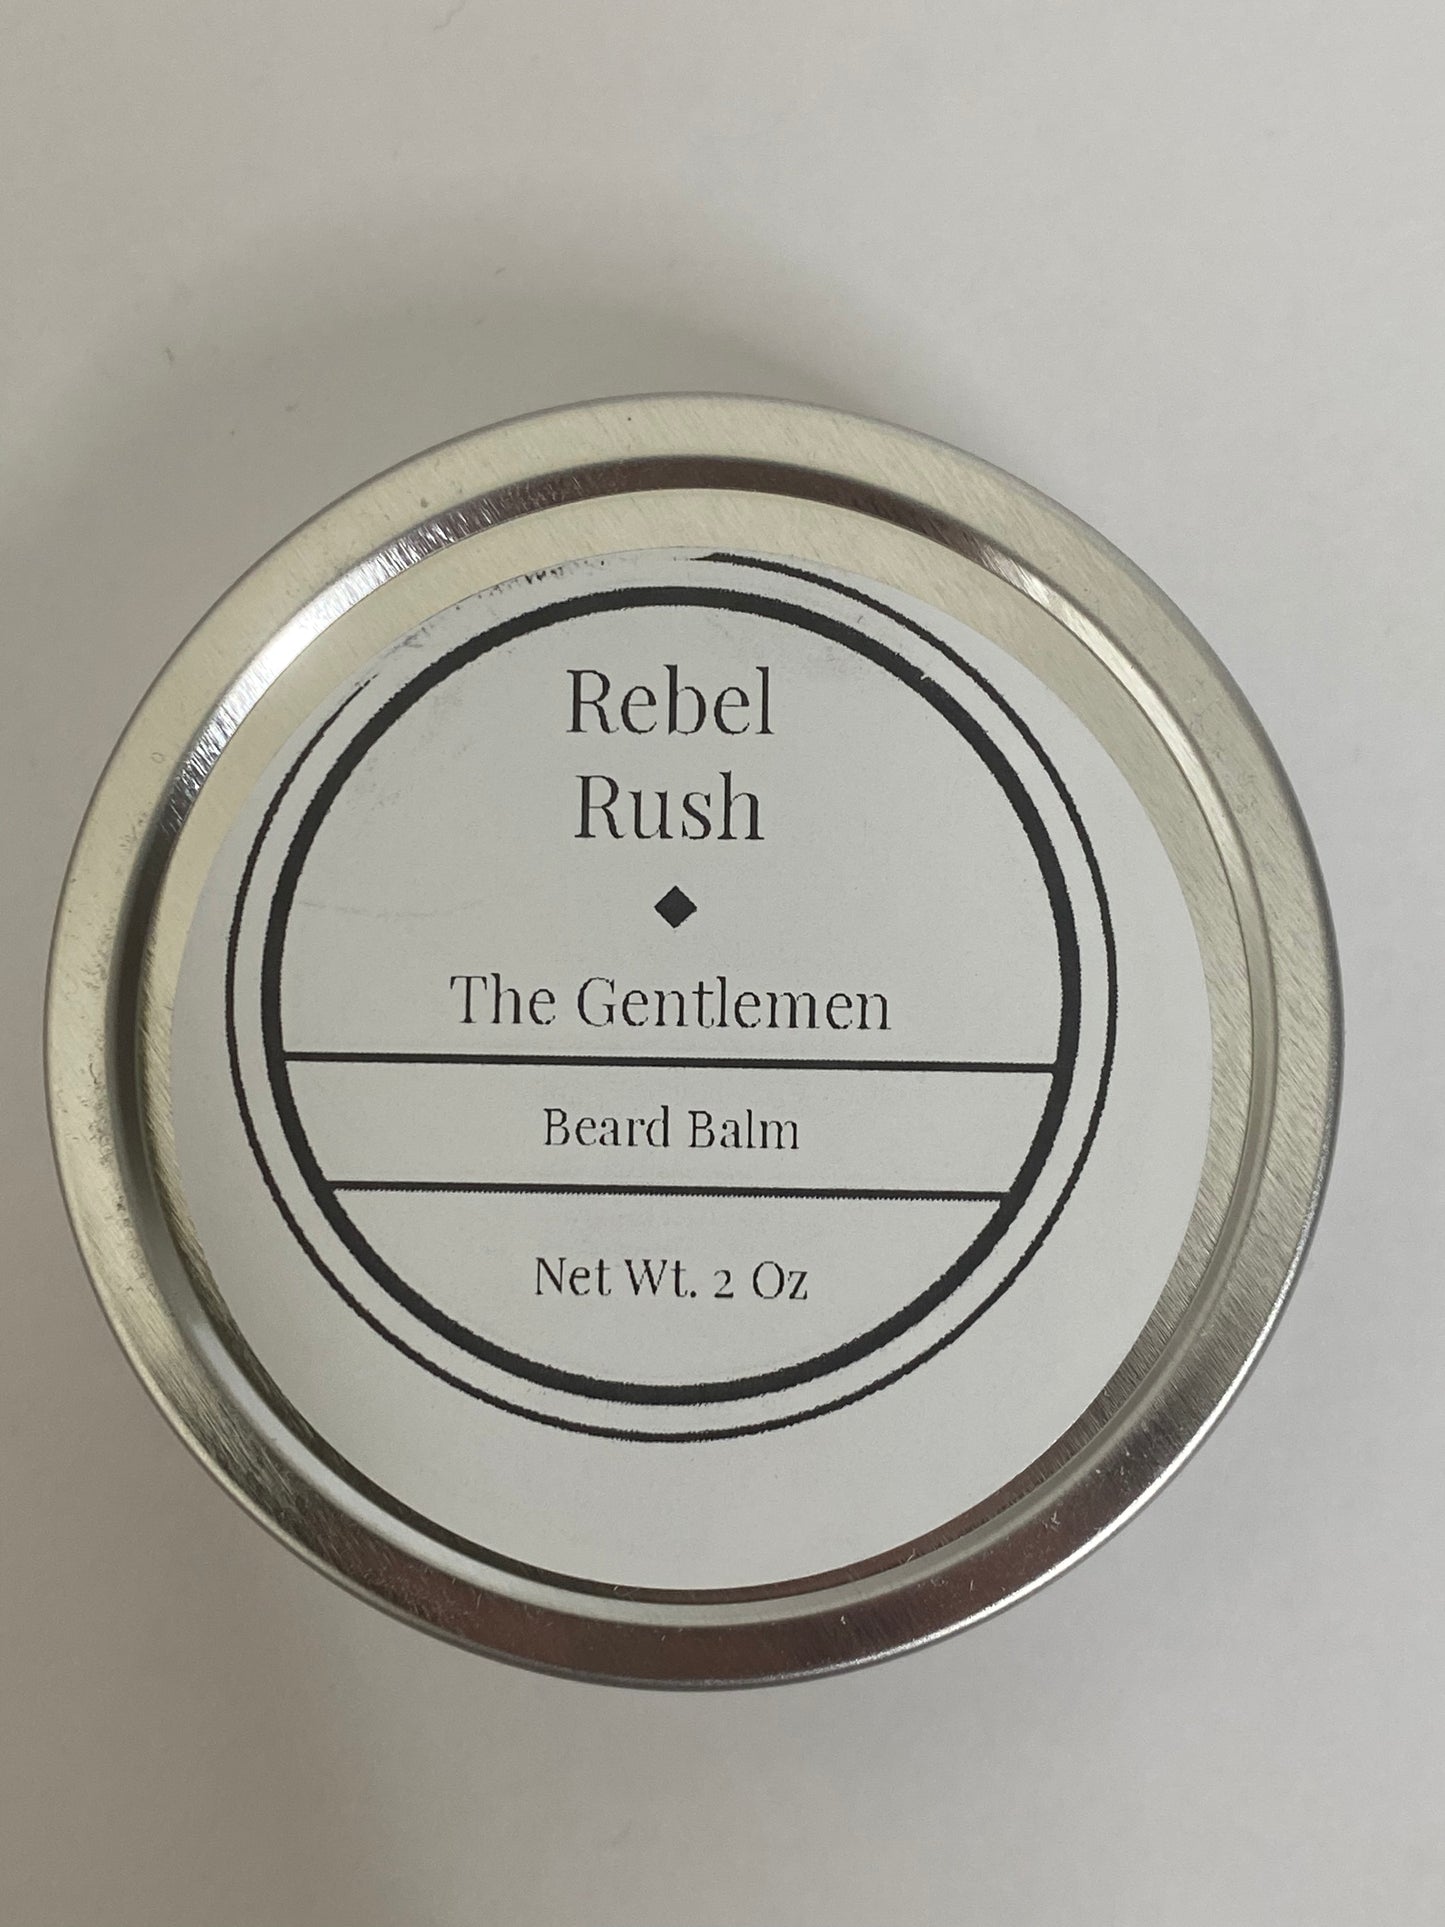 Rebel
Rush
The Gentlemen
Beard Balm
Net Wt. 2 Oz